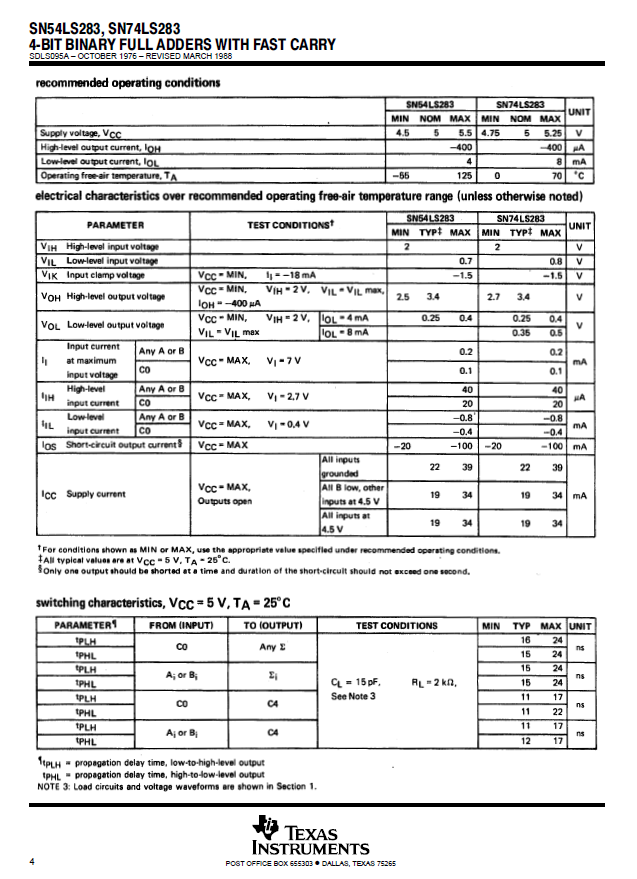 SN54LS283, SN74LS283
4-BIT BINARY FULL ADDERS WITH FAST CARRY
SDLS095A – OCTOBER 1976 – REVISED MARCH 1988
recommended operating conditions
SN54LS283 SN74LS283 UNIT
MIN NOM MAX MIN NOM MAX
Supply voltage, VCC 4.5 5 5.5 4.75 5 5.25 V
High-level output current, IOH −400 −400 μA
Low-level output current, IOL 4 8 mA
Operating free-air temperature, TA −55 125 0 70 °C
electrical characteristics over recommended operating free-air temperature range (unless otherwise noted)
PARAMETER TEST CONDITIONS† SN54LS283 SN74LS283 UNIT
MIN TYP‡ MAX MIN TYP‡ MAX
VIH High-level input voltage 2 2 V
VIL Low-level input voltage 0.7 0.8 V
VIK Input clamp voltage VCC = MIN, II = −18 mA −1.5 −1.5 V
VOH High-level output voltage VCC = MIN, VIH = 2 V, VIL = VIL max, 2.5 3.4 2.7 3.4 V
IOH = −400 μA
VOL Low-level output voltage VCC = MIN, VIH = 2 V, IOL = 4 mA 0.25 0.4 0.25 0.4 V
VIL = VIL max IOL = 8 mA 0.35 0.5
II Input current at maximum input voltage Any A or B VCC = MAX, VI = 7 V 0.2 0.2 mA
C0 0.1 0.1
IIH High-level input current Any A or B VCC = MAX, VI = 2.7 V 40 40 μA
C0 20 20
IIL Low-level input current Any A or B VCC = MAX, VI = 0.4 V −0.8 −0.8 mA
C0 −0.4 −0.4
IOS Short-circuit output current§ VCC = MAX −20 −100 −20 −100 mA
ICC Supply current VCC = MAX, Outputs open All inputs grounded 22 39 22 39 mA
All B low, other inputs at 4.5 V 19 34 19 34
All inputs at 4.5 V 19 34 19 34
†For conditions shown as MIN or MAX, use the appropriate value specified under recommended operating conditions.
‡All typical values are at VCC = 5 V, TA = 25°C.
§Only one output should be shorted at a time and duration of the short-circuit should not exceed one second.
switching characteristics, VCC = 5 V, TA = 25°C
PARAMETER¶ FROM (INPUT) TO (OUTPUT) TEST CONDITIONS MIN TYP MAX UNIT
tPLH C0 Any Σ 16 24 ns
tPHL 15 24
tPLH Ai or Bi Σi CL = 15 pF, RL = 2 kΩ, 15 24 ns
tPHL See Note 3 15 24
tPLH C0 C4 11 17 ns
tPHL 11 22
tPLH Ai or Bi C4 11 17 ns
tPHL 12 17
¶tPLH = propagation delay time, low-to-high-level output
tPHL = propagation delay time, high-to-low-level output
NOTE 3: Load circuits and voltage waveforms are shown in Section 1.
TEXAS
INSTRUMENTS
4 POST OFFICE BOX 655303 • DALLAS, TEXAS 75265